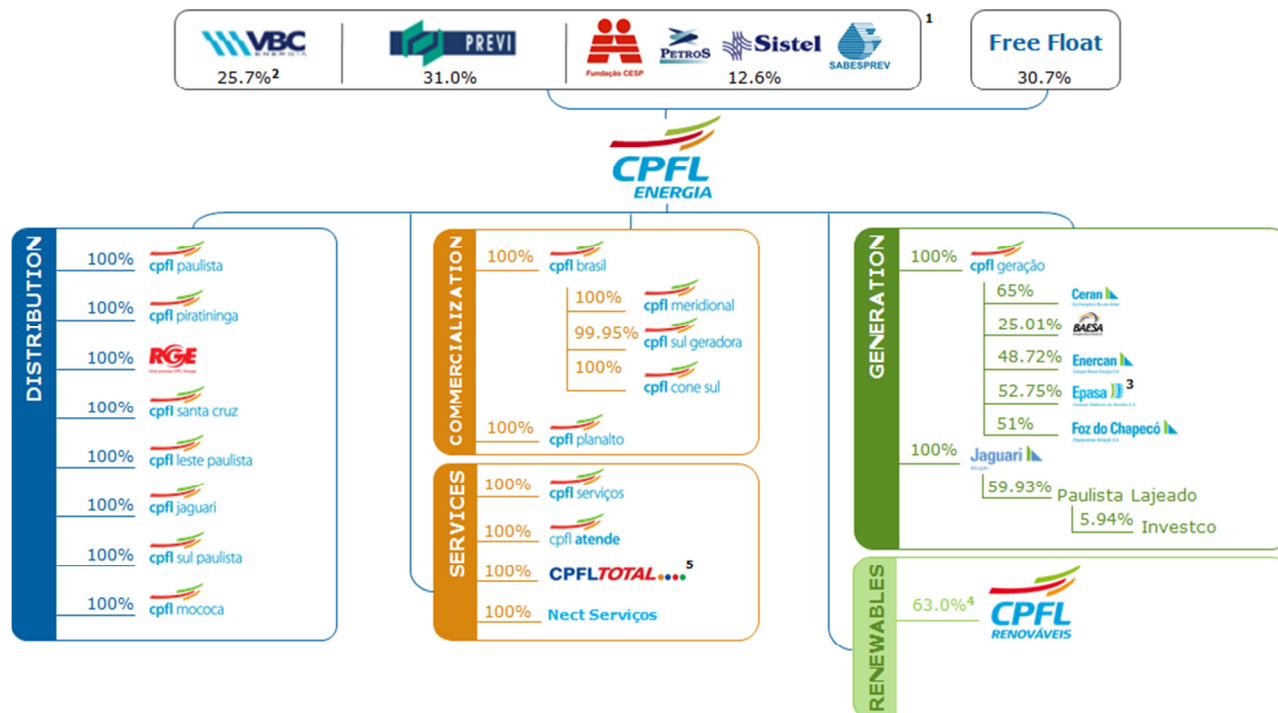 VBC ENERGIA
25.7%2
PREVI
31.0%
Fundação CESP
PETROS
Sistel
SABESPREV
12.6%
1
Free Float
30.7%
CPFL
ENERGIA
DISTRIBUTION
100% cpfl paulista
100% cpfl piratininga
100% RGE
100% cpfl santa cruz
100% cpfl leste paulista
100% cpfl jaguari
100% cpfl sul paulista
100% cpfl mococa
COMMERCIALIZATION
100% cpfl brasil
100% cpfl meridional
99.95% cpfl sul geradora
100% cpfl cone sul
100% cpfl planalto
SERVICES
100% cpfl serviços
100% cpfl atende
100% CPFLTOTAL 5
100% Nect Serviços
GENERATION
100% cpfl geração
65% Ceran
25.01% BAESA
48.72% Enercan
52.75% Epasa 3
51% Foz do Chapecó
100% Jaguari
59.93% Paulista Lajeado
5.94% Investco
RENEWABLES
63.0%4
CPFL
RENOVÁVEIS